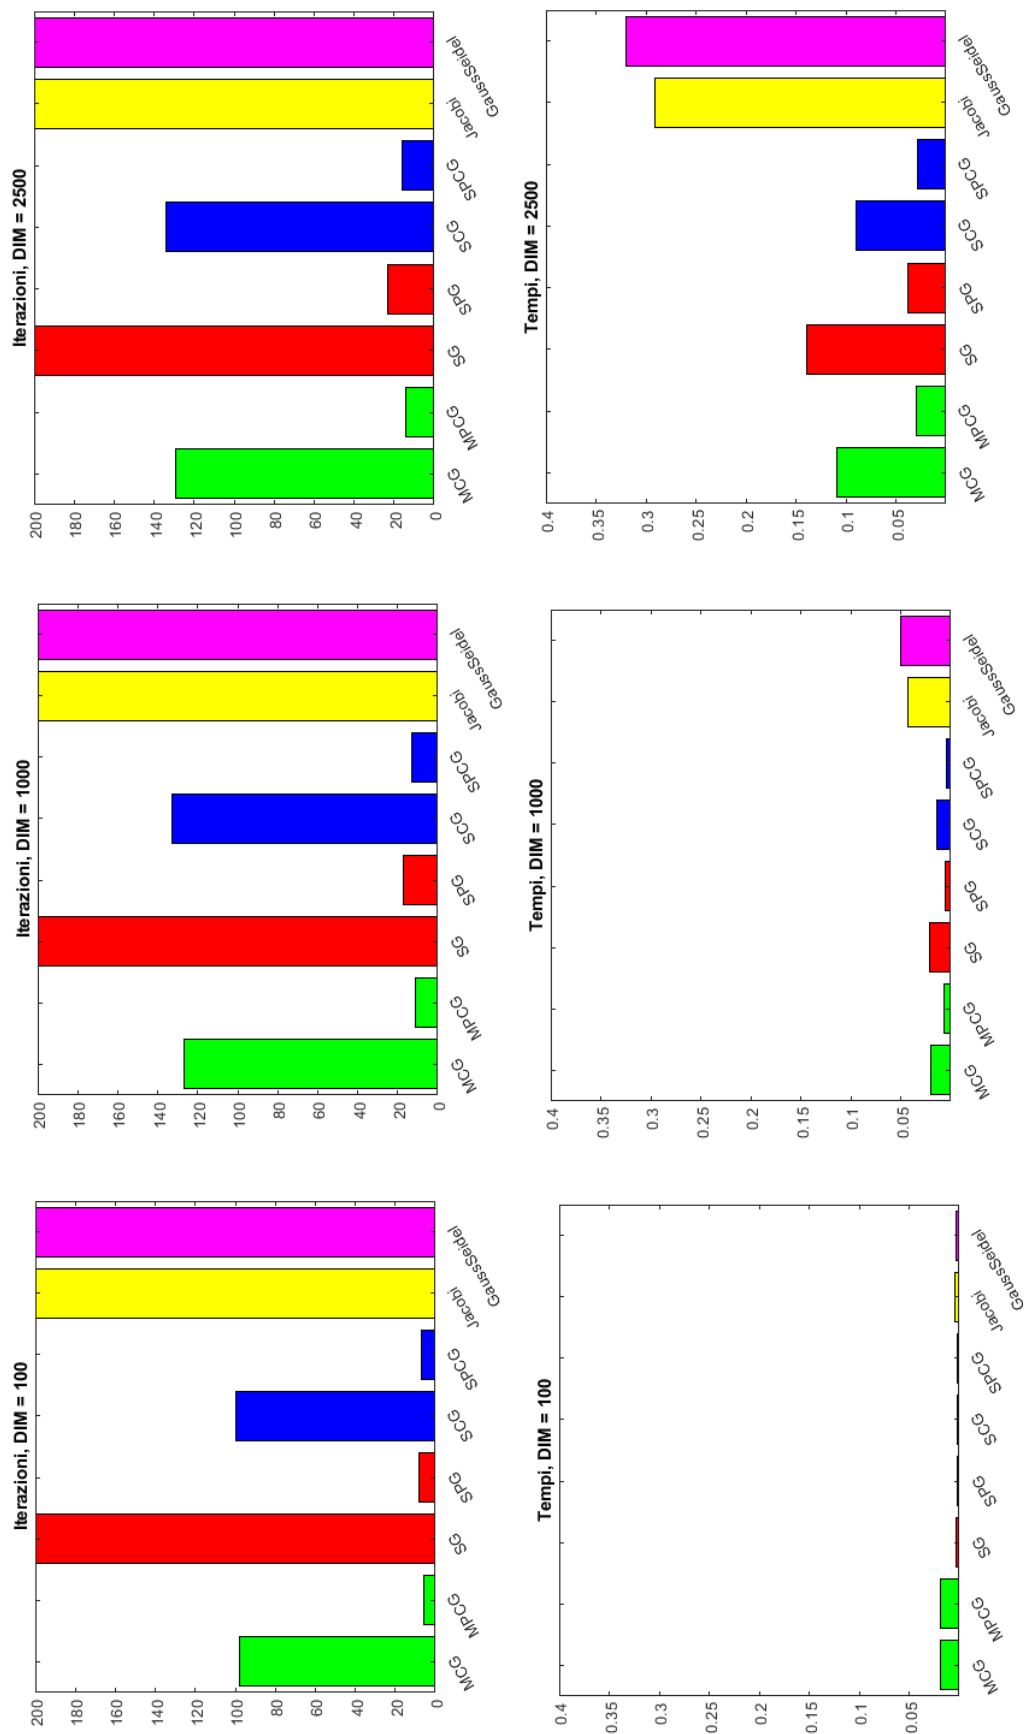 Iterazioni, DIM = 100
200
180
160
140
120
100
80
60
40
20
0
MCG
MPCG
SG
SPG
SCG
SPCG
Jacobi
GaussSeidel
Iterazioni, DIM = 1000
200
180
160
140
120
100
80
60
40
20
0
MCG
MPCG
SG
SPG
SCG
SPCG
Jacobi
GaussSeidel
Iterazioni, DIM = 2500
200
180
160
140
120
100
80
60
40
20
0
MCG
MPCG
SG
SPG
SCG
SPCG
Jacobi
GaussSeidel
Tempi, DIM = 100
0.4
0.35
0.3
0.25
0.2
0.15
0.1
0.05
MCG
MPCG
SG
SPG
SCG
SPCG
Jacobi
GaussSeidel
Tempi, DIM = 1000
0.4
0.35
0.3
0.25
0.2
0.15
0.1
0.05
MCG
MPCG
SG
SPG
SCG
SPCG
Jacobi
GaussSeidel
Tempi, DIM = 2500
0.4
0.35
0.3
0.25
0.2
0.15
0.1
0.05
MCG
MPCG
SG
SPG
SCG
SPCG
Jacobi
GaussSeidel